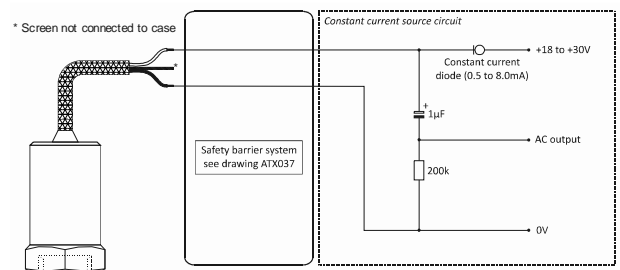 * Screen not connected to case
*
Safety barrier system
see drawing ATX037
Constant current source circuit
+18 to +30V
Constant current
diode (0.5 to 8.0mA)
+
1µF
AC output
200k
0V